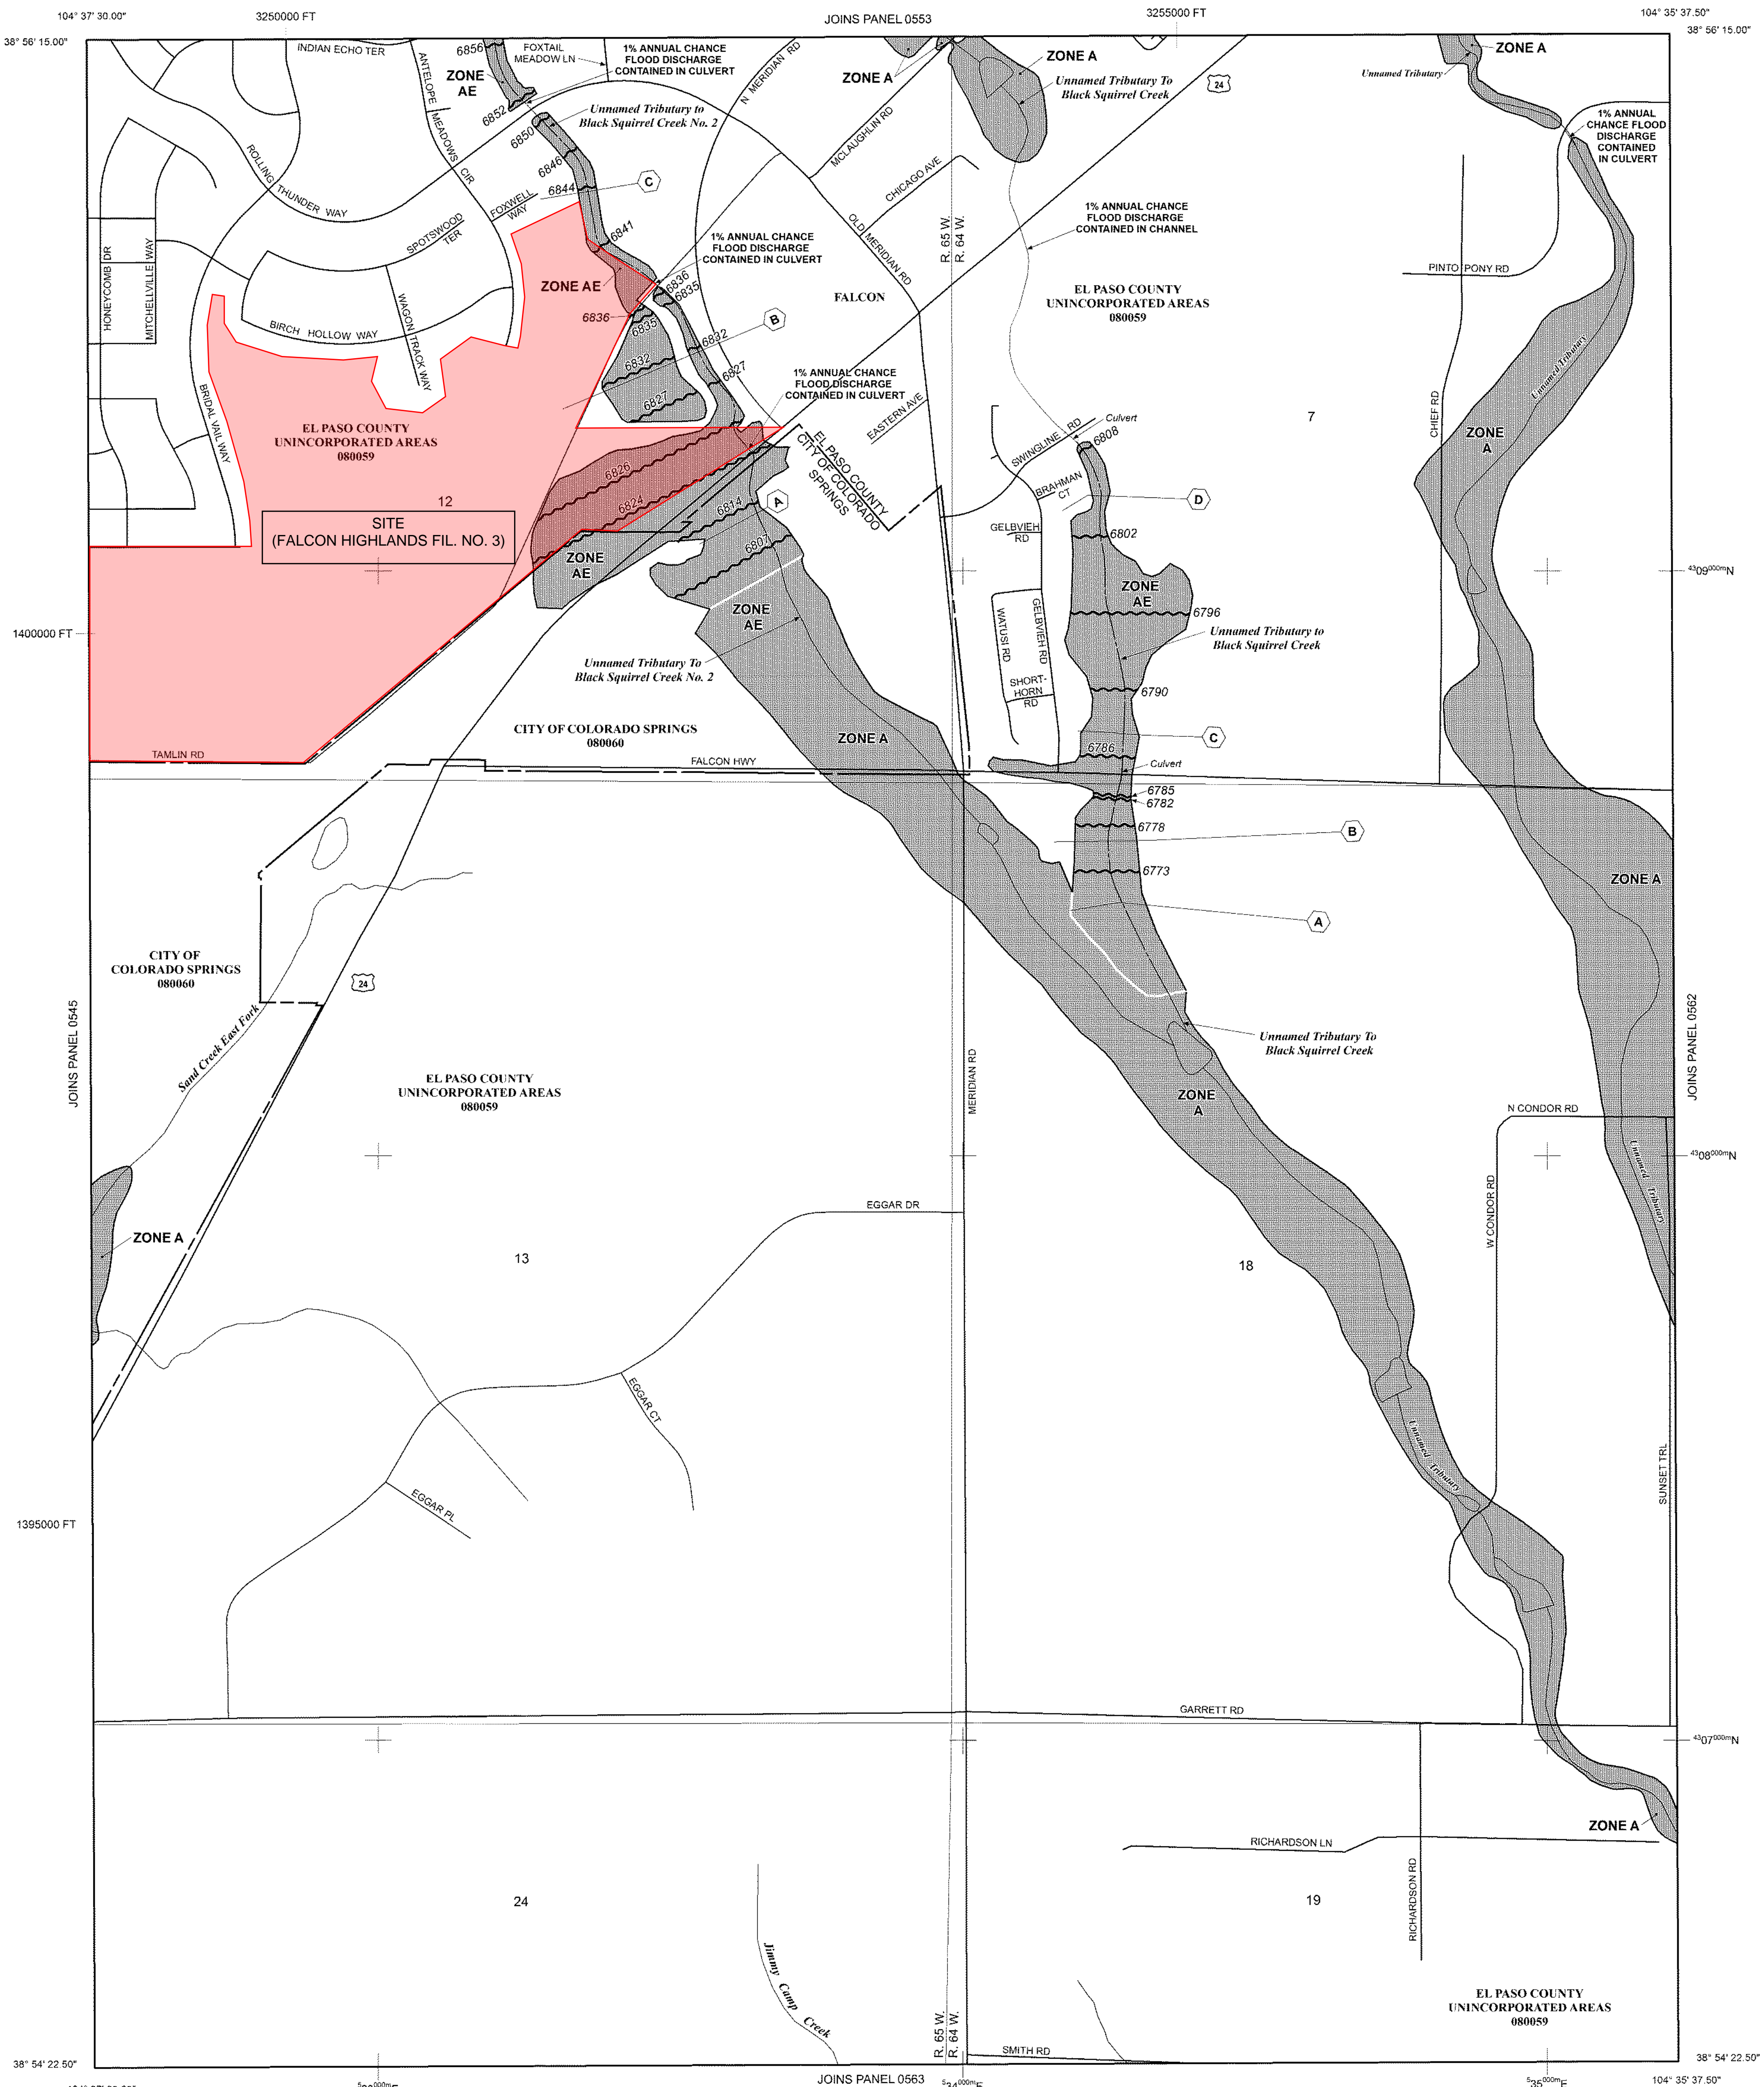 104° 37' 30.00"
3250000 FT
JOINS PANEL 0553
3255000 FT
104° 35' 37.50"
38° 56' 15.00"
38° 56' 15.00"
INDIAN ECHO TER
6856
FOXTAIL
MEADOW LN
1% ANNUAL CHANCE
FLOOD DISCHARGE
CONTAINED IN CULVERT
ZONE
AE
ANTELOPE MEADOWS CIR
6852
N MERIDIAN RD
ZONE A
ZONE A
Unnamed Tributary To
Black Squirrel Creek
24
ZONE A
Unnamed Tributary
Unnamed Tributary to
Black Squirrel Creek No. 2
6850
6846
6844
C
MCLAUGHLIN RD
CHICAGO AVE
1% ANNUAL
CHANCE FLOOD
DISCHARGE
CONTAINED
IN CULVERT
ROLLING THUNDER WAY
FOXWELL
WAY
SPOTSWOOD
TER
6841
OLD MERIDIAN RD
R. 65 W.
R. 64 W.
1% ANNUAL CHANCE
FLOOD DISCHARGE
CONTAINED IN CHANNEL
1% ANNUAL CHANCE
FLOOD DISCHARGE
CONTAINED IN CULVERT
HONEYCOMB DR
MITCHELLVILLE WAY
PINTO PONY RD
ZONE AE
6836
6835
FALCON
EL PASO COUNTY
UNINCORPORATED AREAS
080059
WAGON TRACK WAY
BIRCH HOLLOW WAY
6836
6835
B
6832
6832
6827
6827
Unnamed Tributary
1% ANNUAL CHANCE
FLOOD DISCHARGE
CONTAINED IN CULVERT
BRIDAL VAIL WAY
EASTERN AVE
CHIEF RD
7
EL PASO COUNTY
UNINCORPORATED AREAS
080059
EL PASO COUNTY
CITY OF COLORADO
SPRINGS
SWINGLINE RD
Culvert
6808
ZONE
A
6826
6824
6814
A
BRAHMAN
CT
D
12
SITE
(FALCON HIGHLANDS FIL. NO. 3)
6807
GELBVIEH
RD
6802
ZONE
AE
ZONE
AE
4309000mN
ZONE
AE
6796
WATUSI RD
GELBVIEH RD
1400000 FT
Unnamed Tributary to
Black Squirrel Creek
Unnamed Tributary To
Black Squirrel Creek No. 2
SHORT-
HORN
RD
6790
CITY OF COLORADO SPRINGS
080060
ZONE A
C
TAMLIN RD
FALCON HWY
6786
Culvert
6785
6782
6778
B
6773
ZONE A
A
CITY OF
COLORADO SPRINGS
080060
24
JOINS PANEL 0545
JOINS PANEL 0562
Sand Creek East Fork
Unnamed Tributary To
Black Squirrel Creek
EL PASO COUNTY
UNINCORPORATED AREAS
080059
MERIDIAN RD
ZONE
A
N CONDOR RD
4308000mN
Unnamed Tributary
W CONDOR RD
EGGAR DR
ZONE A
13
18
EGGAR CT
Unnamed Tributary
SUNSET TRL
EGGAR PL
1395000 FT
GARRETT RD
4307000mN
ZONE A
RICHARDSON LN
RICHARDSON RD
24
19
Jimmy Camp Creek
EL PASO COUNTY
UNINCORPORATED AREAS
080059
R. 65 W.
R. 64 W.
SMITH RD
38° 54' 22.50"
38° 54' 22.50"
JOINS PANEL 0563
534000mE
535000mE
104° 35' 37.50"